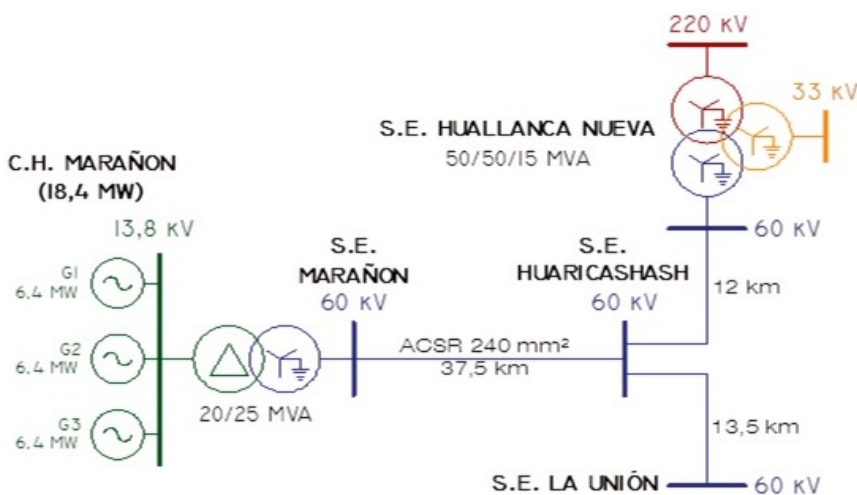 220 kV
33 kV
S.E. HUALLANCA NUEVA
50/50/15 MVA
C.H. MARAÑON
(18,4 MW)
13,8 kV
G1
6.4 MW
G2
6.4 MW
G3
6.4 MW
20/25 MVA
S.E.
MARAÑON
60 kV
ACSR 240 mm²
37,5 km
S.E.
HUARICASHASH
60 kV
60 kV
12 km
13,5 km
S.E. LA UNIÓN
60 kV